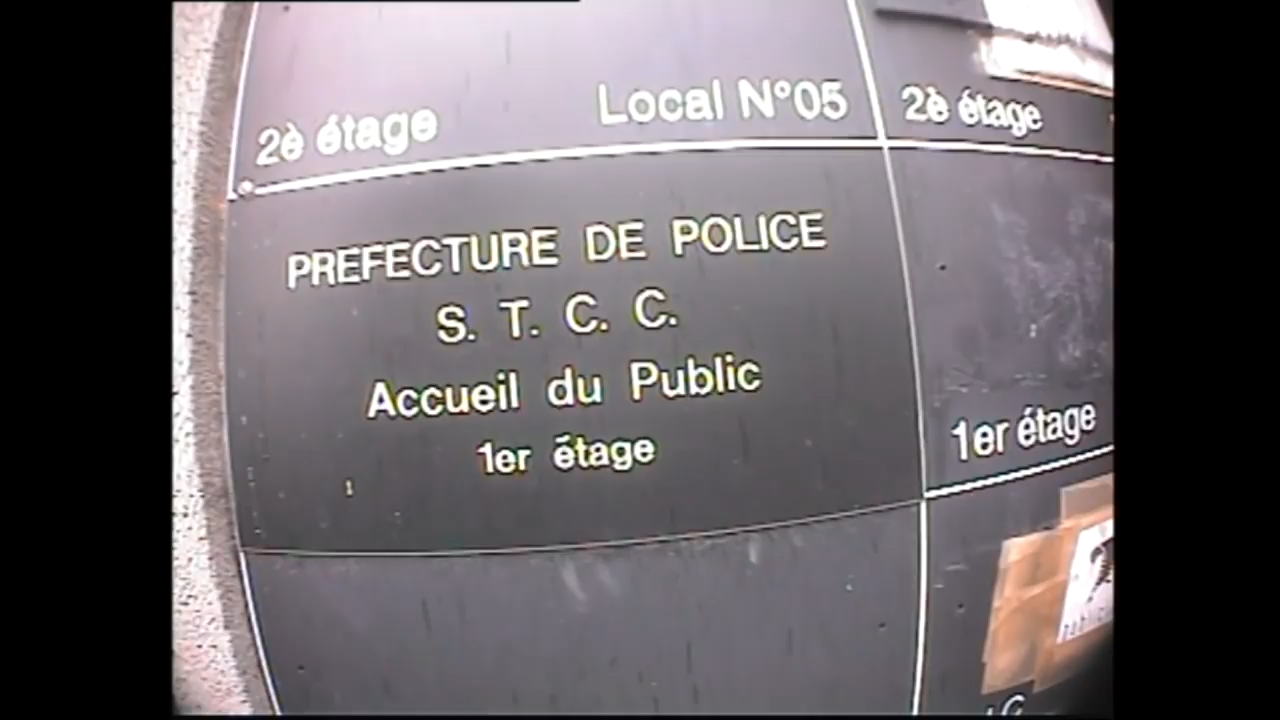 2è étage Local N°05
2è étage
PREFECTURE DE POLICE
S. T. C. C.
Accueil du Public
1er étage
1er étage